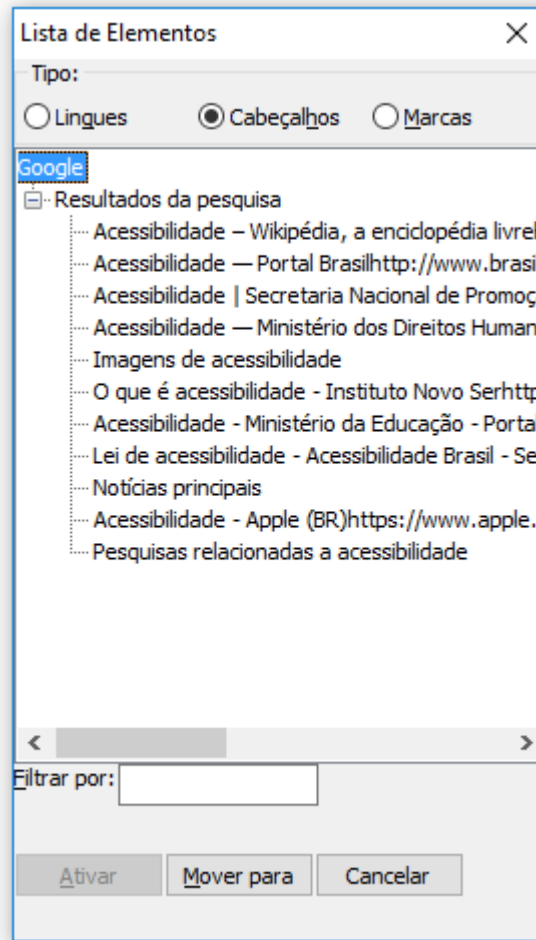 Lista de Elementos
Tipo:
Lingues Cabeçalhos Marcas
Google
Resultados da pesquisa
Acessibilidade – Wikipédia, a enciclopédia livre
Acessibilidade — Portal Brasilhttp://www.brasi
Acessibilidade | Secretaria Nacional de Promoç
Acessibilidade — Ministério dos Direitos Human
Imagens de acessibilidade
O que é acessibilidade - Instituto Novo Serhttp
Acessibilidade - Ministério da Educação - Portal
Lei de acessibilidade - Acessibilidade Brasil - Se
Notícias principais
Acessibilidade - Apple (BR)https://www.apple.
Pesquisas relacionadas a acessibilidade
Filtrar por:
Ativar Mover para Cancelar